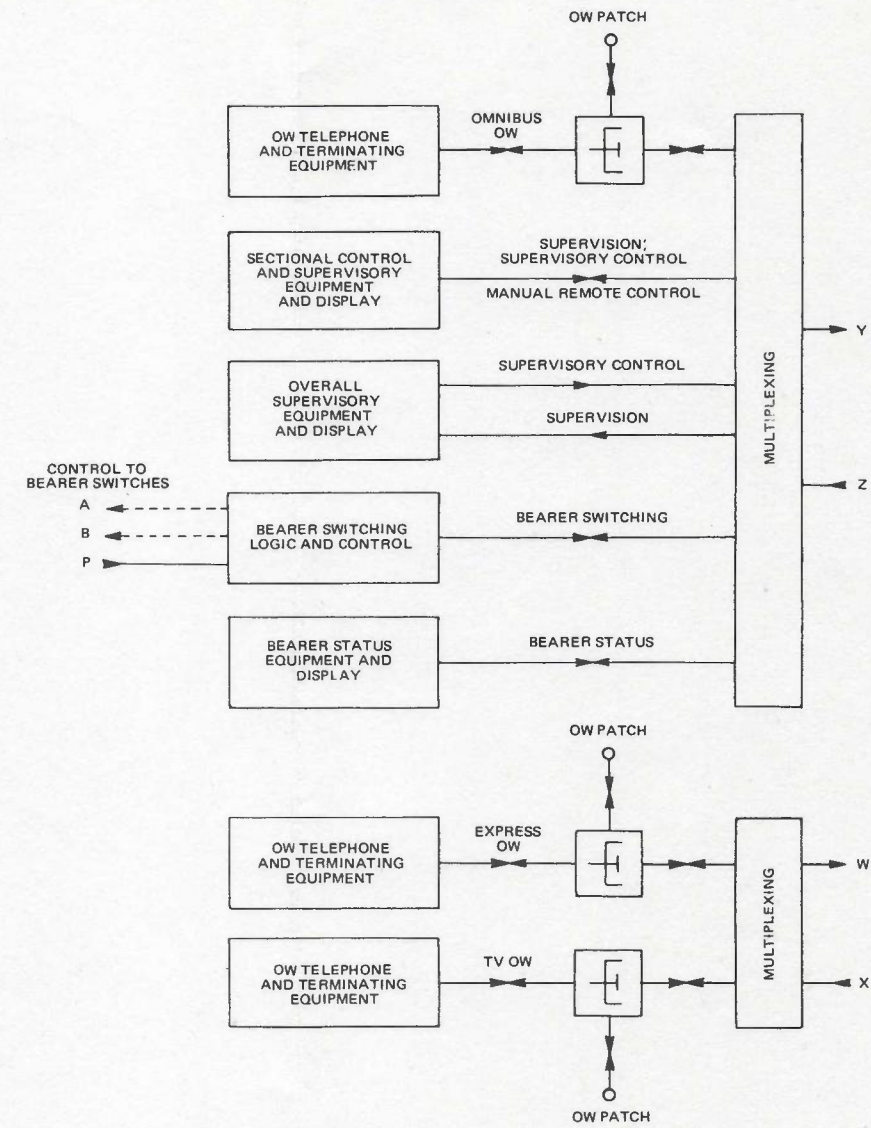 OW PATCH
OW TELEPHONE
AND TERMINATING
EQUIPMENT
OMNIBUS
OW
SECTIONAL CONTROL
AND SUPERVISORY
EQUIPMENT
AND DISPLAY
SUPERVISION;
SUPERVISORY CONTROL
MANUAL REMOTE CONTROL
Y
OVERALL
SUPERVISORY
EQUIPMENT
AND DISPLAY
SUPERVISORY CONTROL
SUPERVISION
MULTIPLEXING
CONTROL TO
BEARER SWITCHES
A
B
P
BEARER SWITCHING
LOGIC AND CONTROL
BEARER SWITCHING
Z
BEARER STATUS
EQUIPMENT AND
DISPLAY
BEARER STATUS
OW PATCH
OW TELEPHONE
AND TERMINATING
EQUIPMENT
EXPRESS
OW
W
MULTIPLEXING
OW TELEPHONE
AND TERMINATING
EQUIPMENT
TV OW
X
OW PATCH